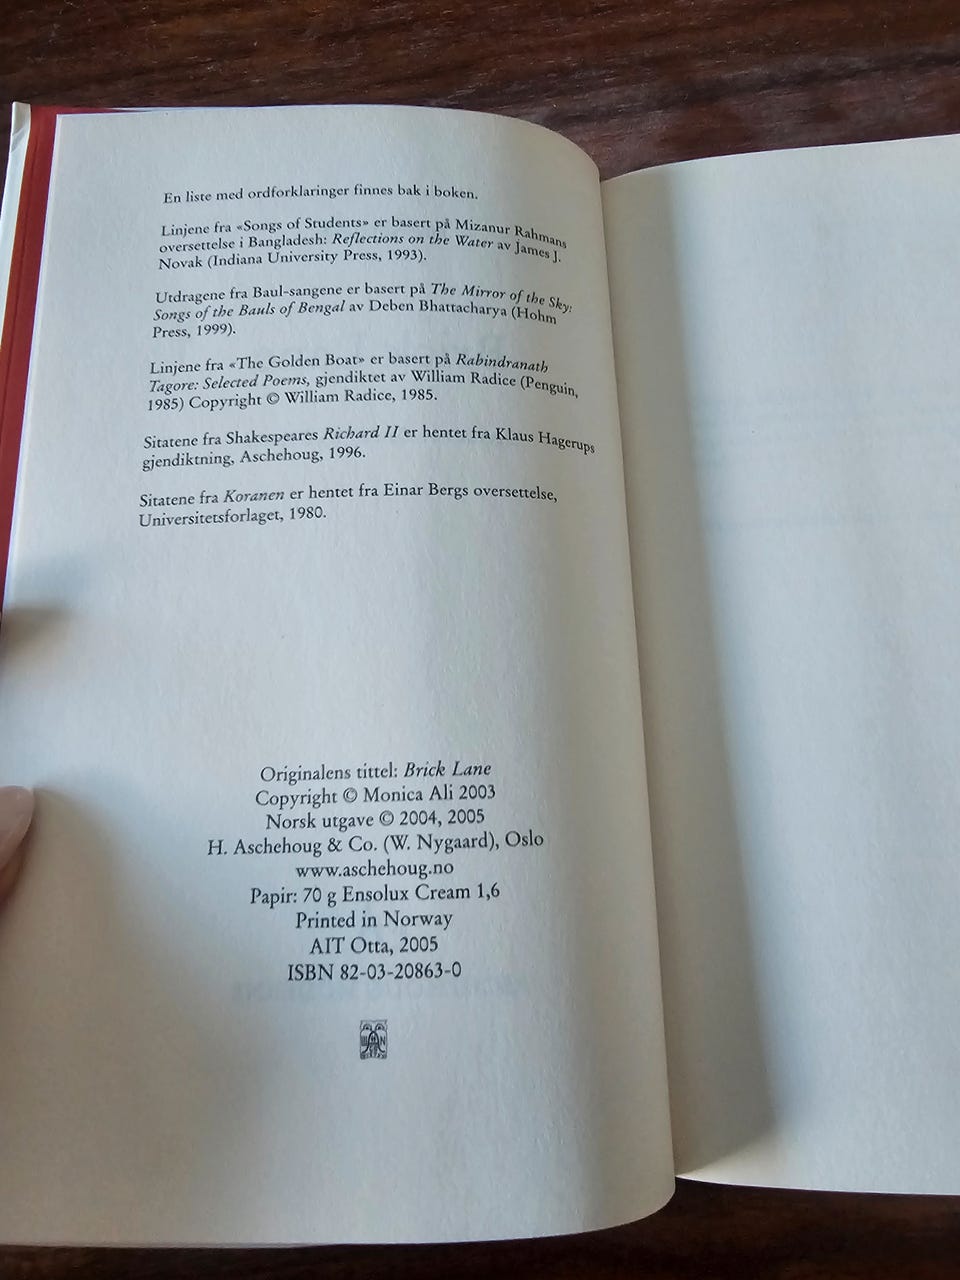 En liste med ordforklaringer finnes bak i boken.
Linjene fra «Songs of Students» er basert på Mizanur Rahmans
oversettelse i Bangladesh: Reflections on the Water av James J.
Novak (Indiana University Press, 1993).
Utdragene fra Baul-sangene er basert på The Mirror of the Sky:
Songs of the Bauls of Bengal av Deben Bhattacharya (Hohm
Press, 1999).
Linjene fra «The Golden Boat» er basert på Rabindranath
Tagore: Selected Poems, gjendiktet av William Radice (Penguin,
1985) Copyright © William Radice, 1985.
Sitatene fra Shakespeares Richard II er hentet fra Klaus Hagerups
gjendiktning, Aschehoug, 1996.
Sitatene fra Koranen er hentet fra Einar Bergs oversettelse,
Universitetsforlaget, 1980.
Originalens tittel: Brick Lane
Copyright © Monica Ali 2003
Norsk utgave © 2004, 2005
H. Aschehoug & Co. (W. Nygaard), Oslo
www.aschehoug.no
Papir: 70 g Ensolux Cream 1,6
Printed in Norway
AIT Otta, 2005
ISBN 82-03-20863-0